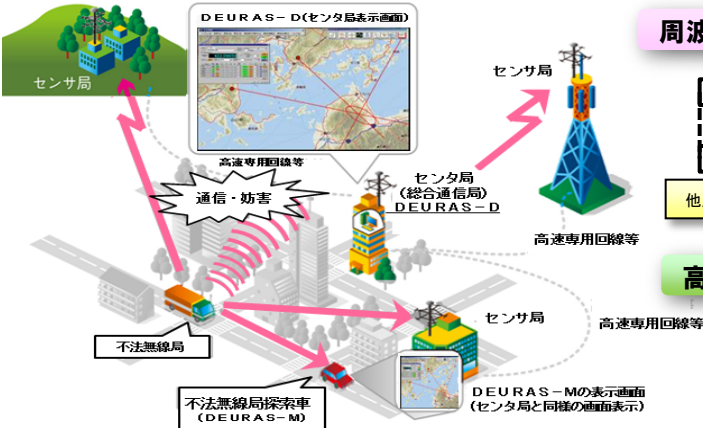 DEURAS-D(センタ局表示画面)
センサ局
センサ局
高速専用回線等
通信・妨害
センタ局
(総合通信局)
DEURAS-D
高速専用回線等
センサ局
高速専用回線等
不法無線局
不法無線局探索車
(DEURAS-M)
DEURAS-Mの表示画面
(センタ局と同様の画面表示)
周波
他
高